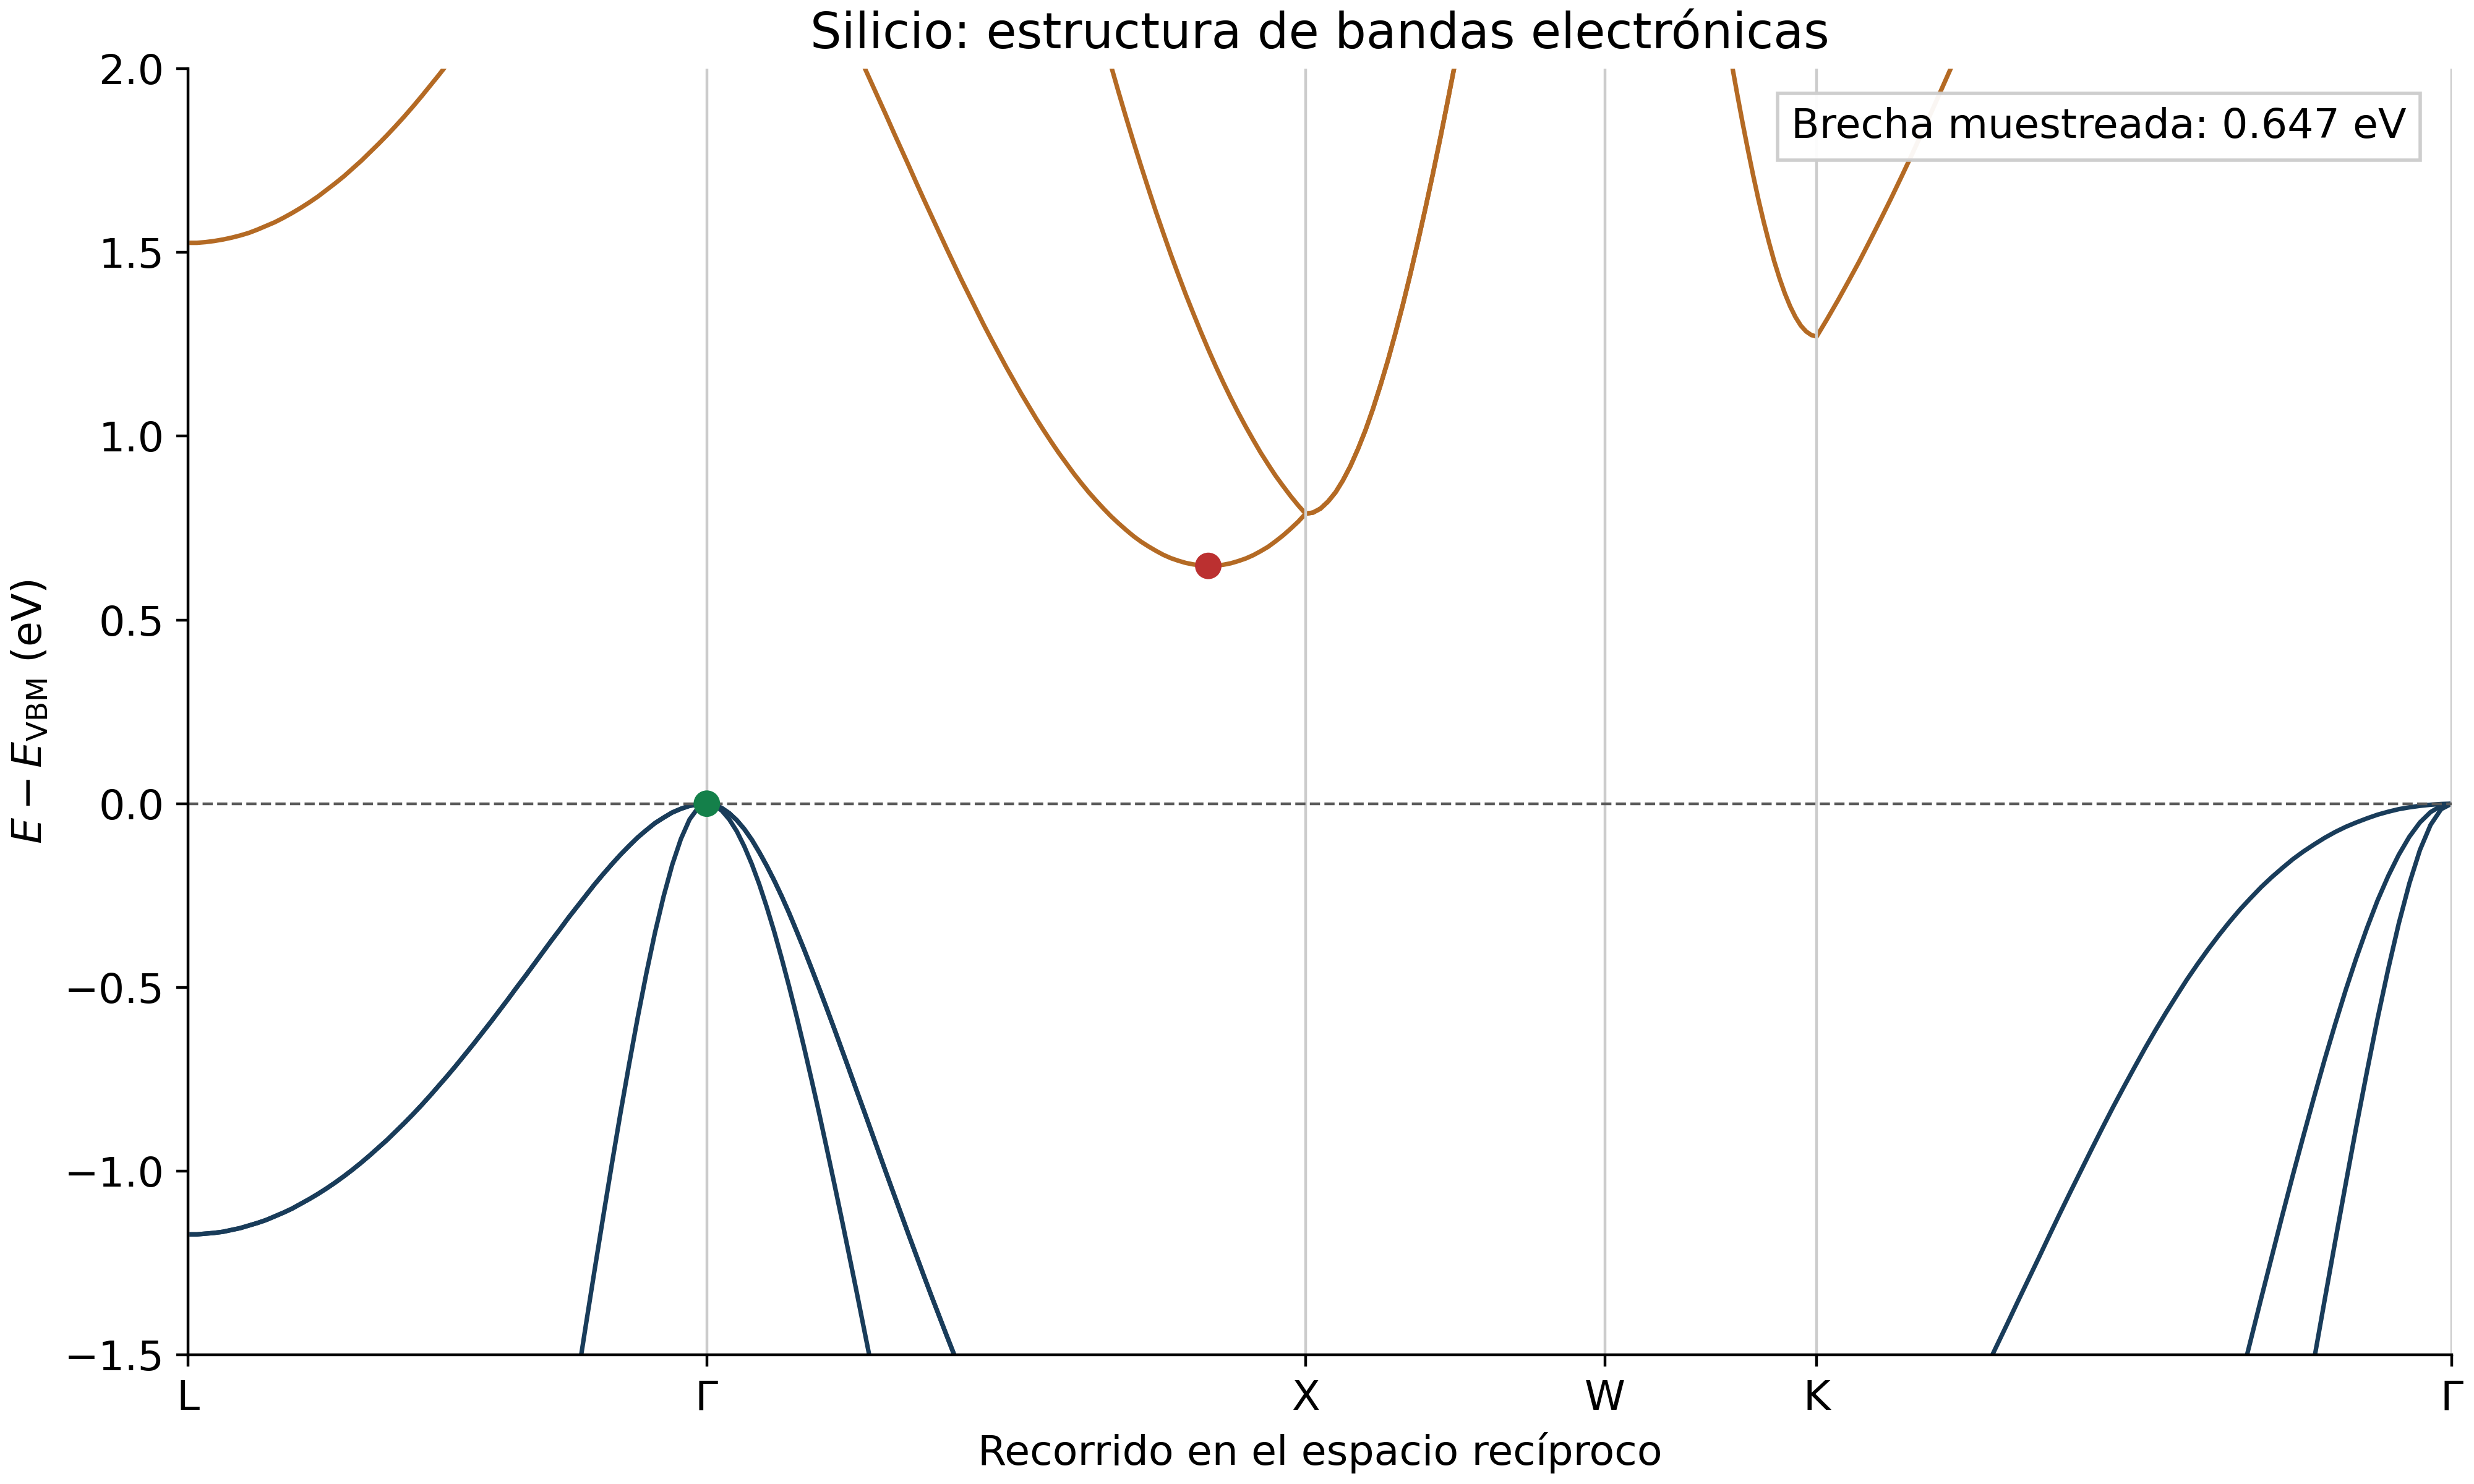 Silicio: estructura de bandas electrónicas
Brecha muestreada: 0.647 eV
2.0
1.5
1.0
0.5
0.0
−0.5
−1.0
−1.5
E − E_VBM (eV)
L Γ X W K Γ
Recorrido en el espacio recíproco